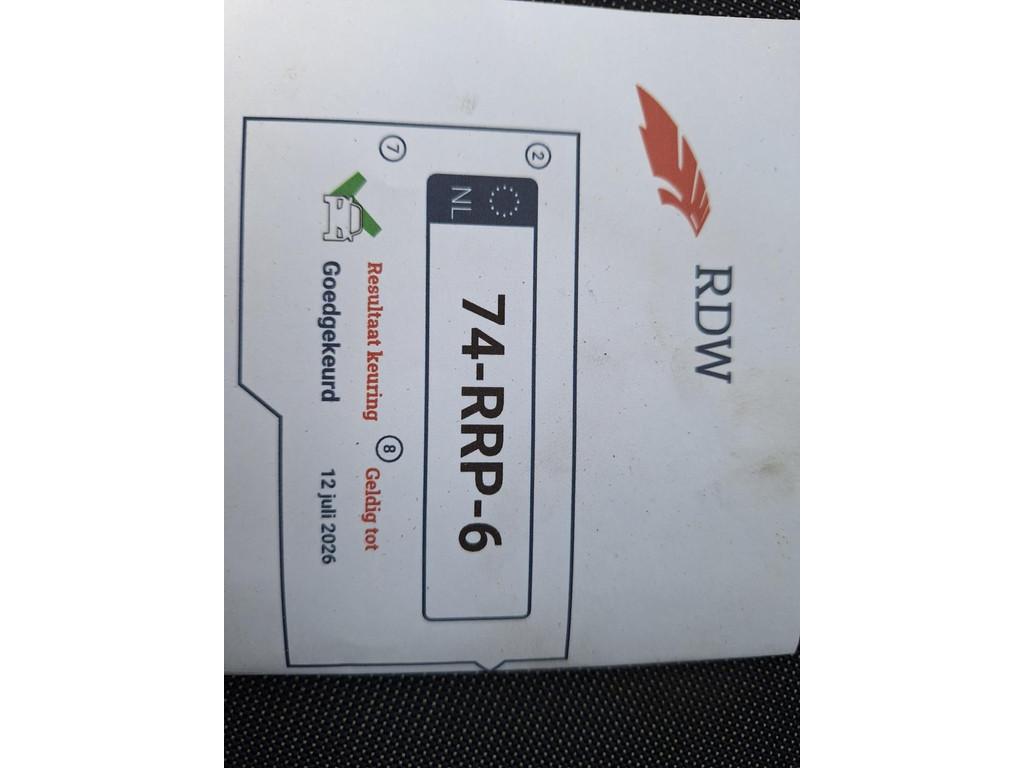 RDW
2
NL
74-RRP-6
7
Resultaat keuring
Goedgekeurd
8
Geldig tot
12 juli 2026